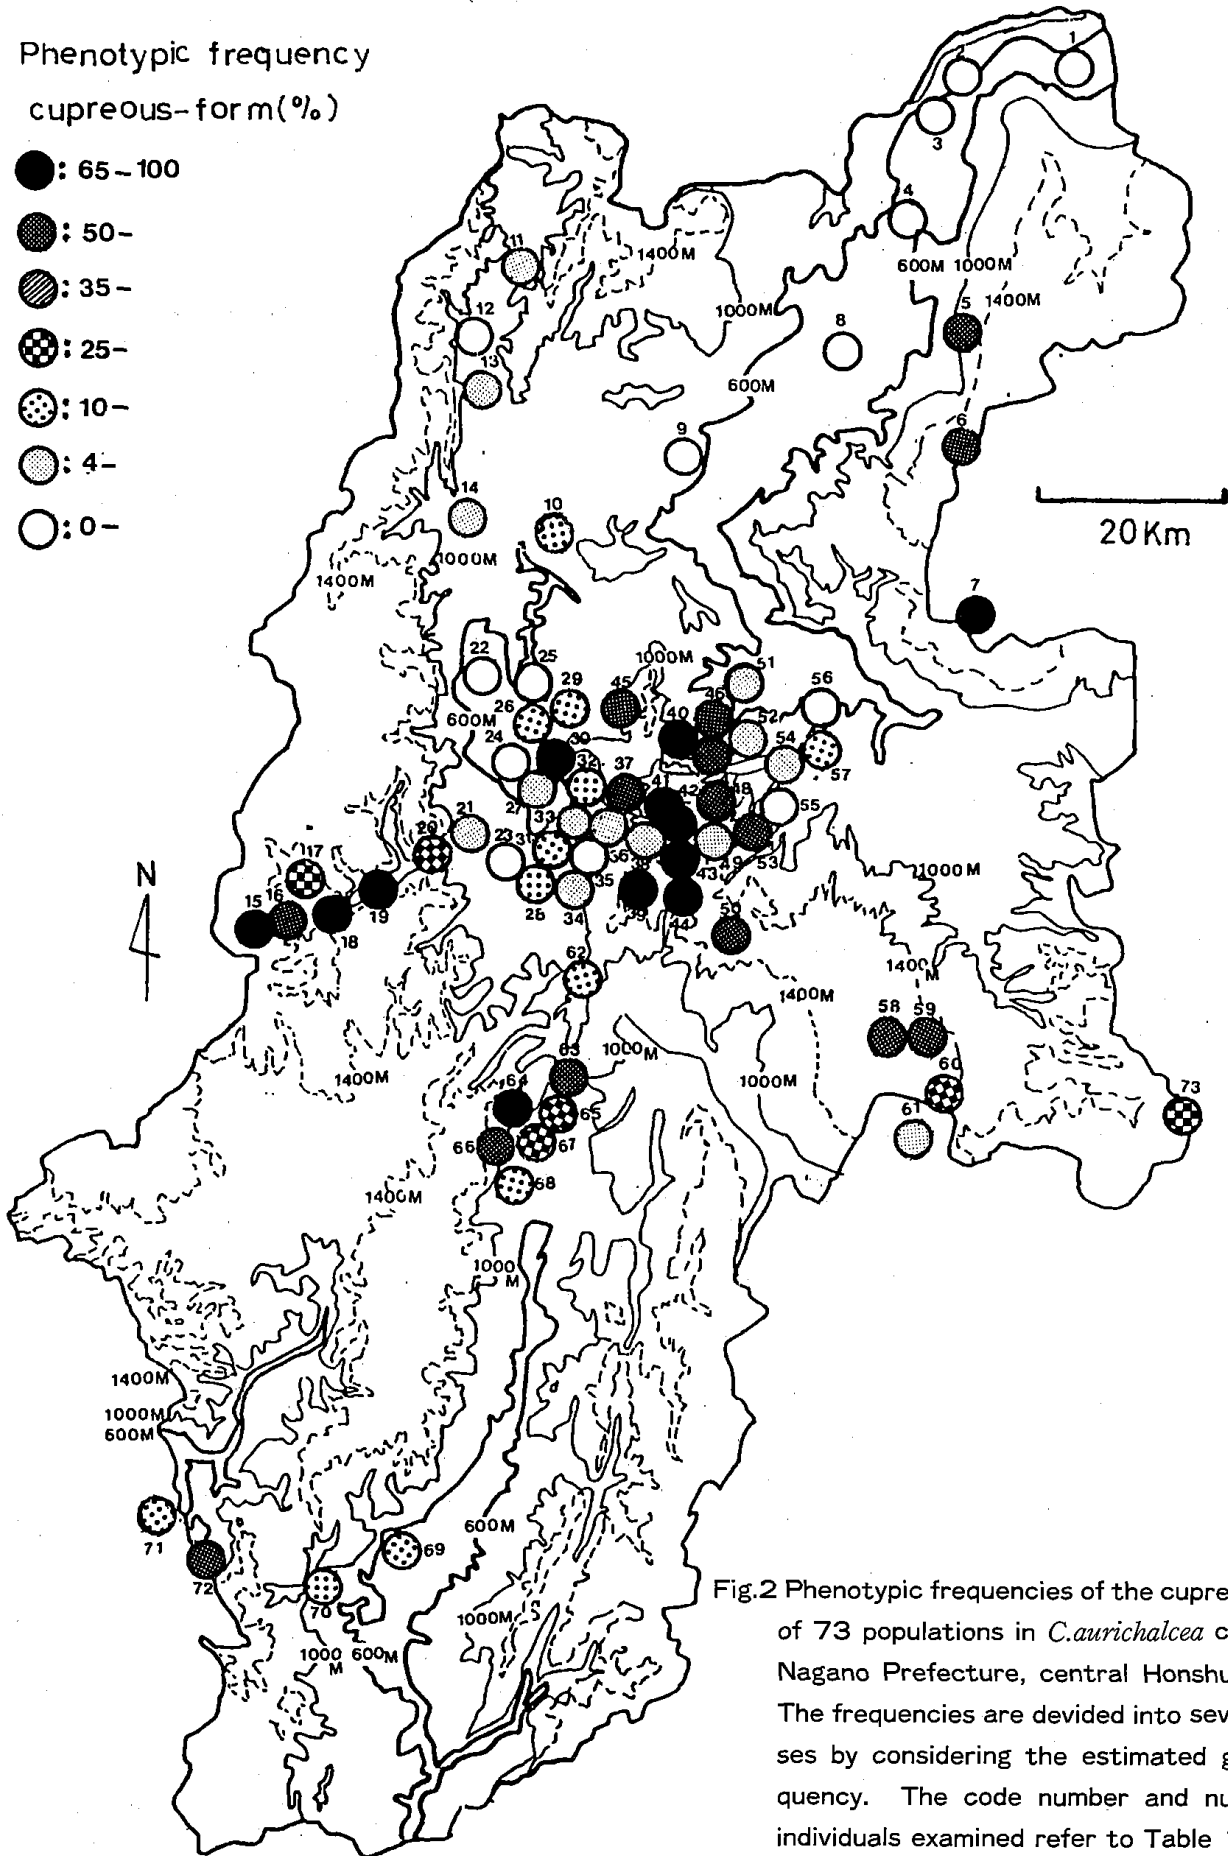 Phenotypic frequency
cupreous-form(%)
: 65-100
: 50-
: 35-
: 25-
: 10-
: 4-
: 0-
1
2
3
4
1400M
600M 1000M
11
1000M
1400M
5
12
8
13
600M
6
9
14
10
20Km
1000M
1400M
7
22
25
1000M
51
29
45
56
26
46
600M
40
52
24
30
54
32
37
57
41
42
48
27
55
21
33
20
23
31
36
38
49
53
17
35
43
1000M
N
15
16
19
28
34
39
44
50
18
62
1400
M
1400M
58
59
63
1000M
1400M
1000M
60
73
64
61
65
66
67
1400M
68
1000
M
1400M
1000M
600M
600M
71
69
72
70
1000M
1000
M
600M
Fig.2 Phenotypic frequencies of the cupre
of 73 populations in C.aurichalcea c
Nagano Prefecture, central Honshu
The frequencies are devided into sev
ses by considering the estimated g
quency. The code number and nu
individuals examined refer to Table